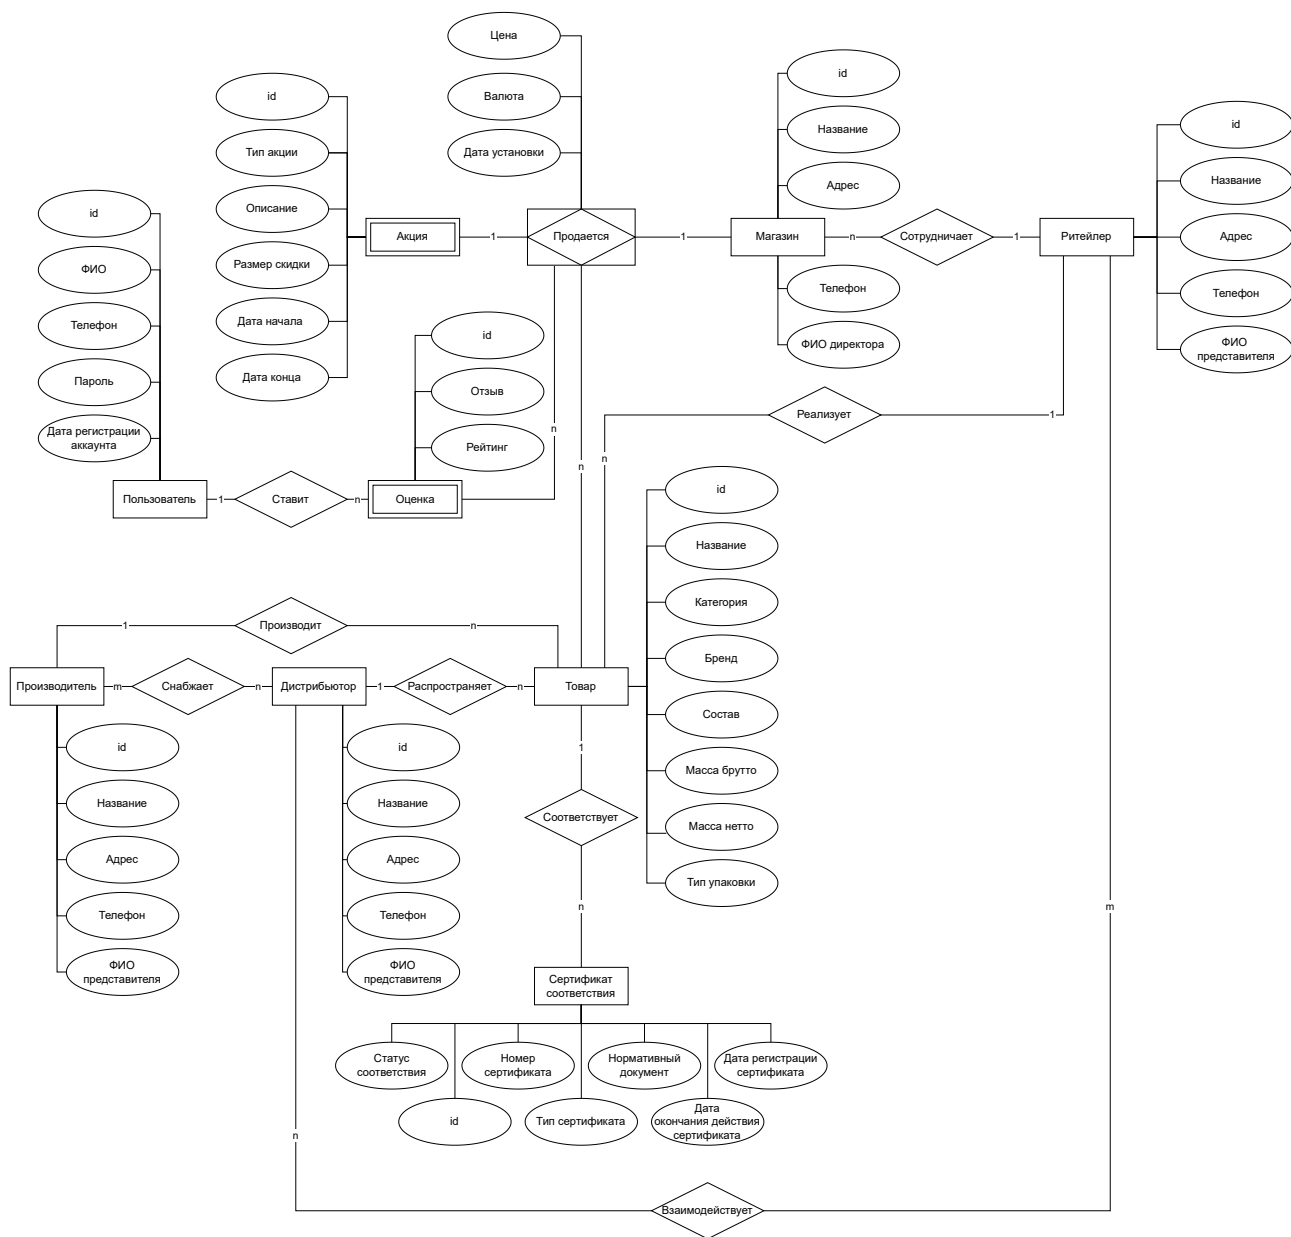 Цена
Валюта
Дата установки
id
Тип акции
Описание
Размер скидки
Дата начала
Дата конца
Акция
1
Продается
1
Магазин
id
Название
Адрес
Телефон
ФИО директора
n
Сотрудничает
1
Ритейлер
id
Название
Адрес
Телефон
ФИО
представителя
id
ФИО
Телефон
Пароль
Дата регистрации
аккаунта
Пользователь
1
Ставит
n
Оценка
id
Отзыв
Рейтинг
n
n
n
Реализует
1
id
Название
Категория
Бренд
Состав
Масса брутто
Масса нетто
Тип упаковки
1
Производит
n
Производитель
m
Снабжает
n
Дистрибьютор
1
Распространяет
n
Товар
id
Название
Адрес
Телефон
ФИО
представителя
id
Название
Адрес
Телефон
ФИО
представителя
1
Соответствует
n
Сертификат
соответствия
Статус
соответствия
Номер
сертификата
Нормативный
документ
Дата регистрации
сертификата
id
Тип сертификата
Дата
окончания действия
сертификата
m
n
Взаимодействует